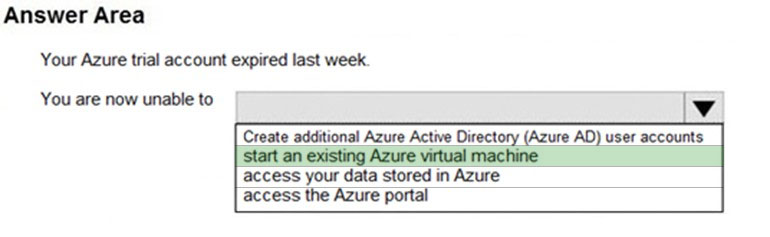 Answer Area
Your Azure trial account expired last week.
You are now unable to
Create additional Azure Active Directory (Azure AD) user accounts
start an existing Azure virtual machine
access your data stored in Azure
access the Azure portal